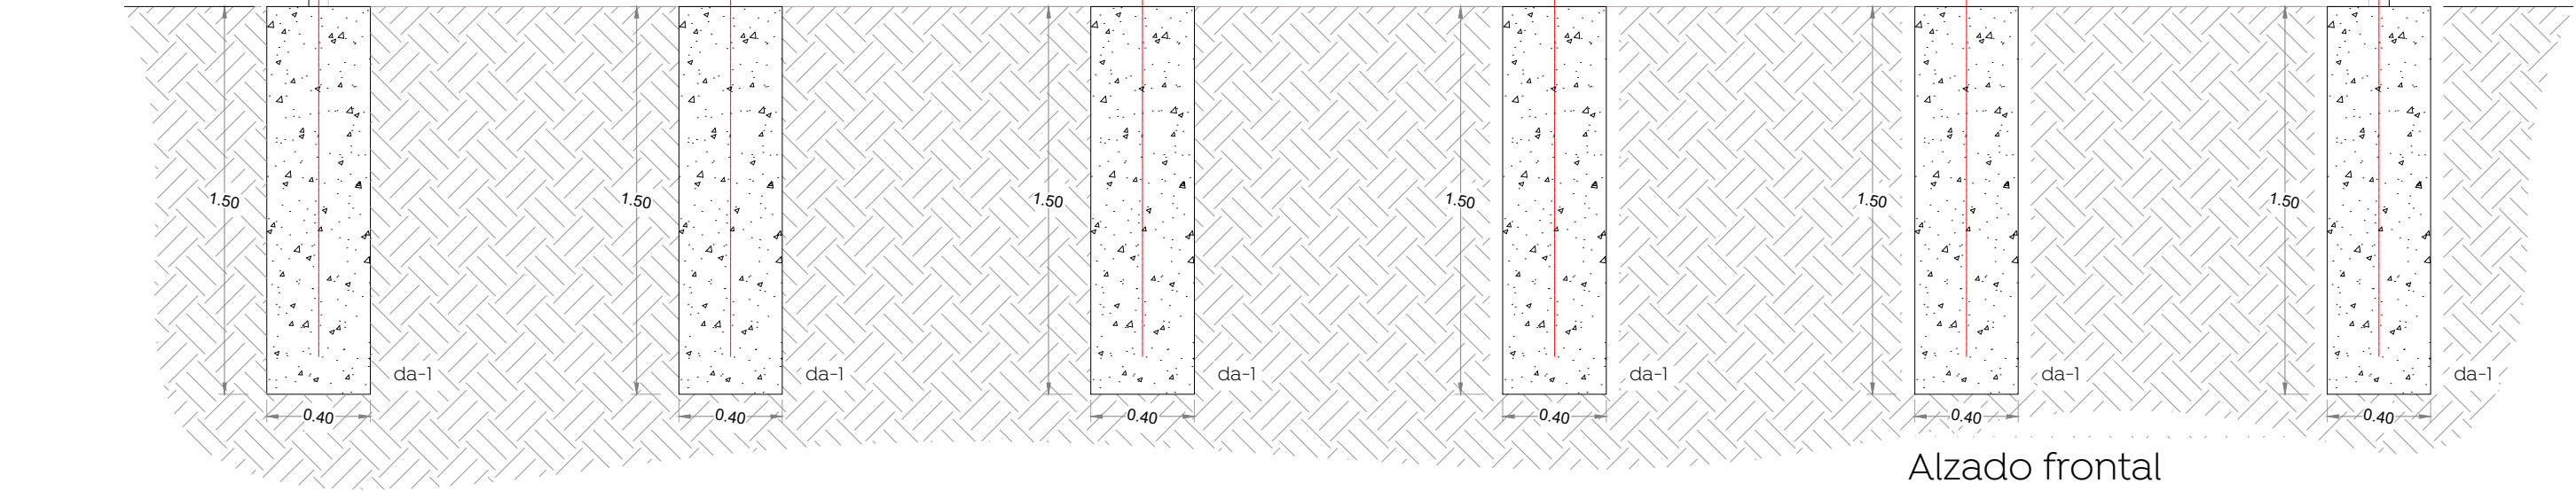 1.50 1.50 1.50 1.50 1.50 1.50
da-1 da-1 da-1 da-1 da-1 da-1
0.40 0.40 0.40 0.40 0.40 0.40
Alzado frontal